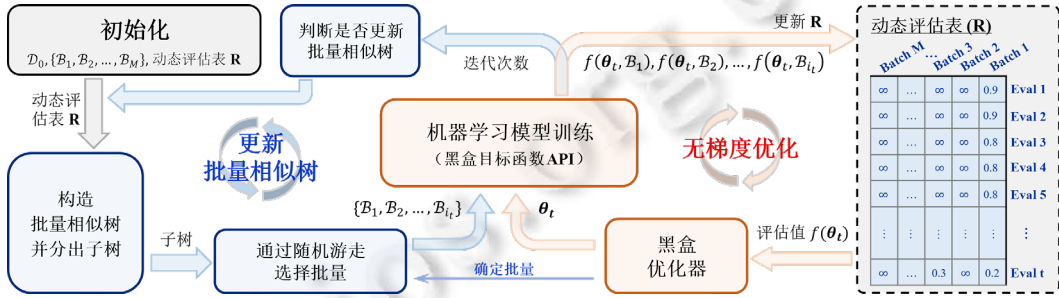 初始化
𝒟₀, {ℬ₁, ℬ₂, ..., ℬ_M}, 动态评估表 R
判断是否更新
批量相似树
更新 R
迭代次数
f(θₜ, ℬ₁), f(θₜ, ℬ₂), ..., f(θₜ, ℬ_{iₜ})
动态评估表 (R)
Batch M ... Batch 3 Batch 2 Batch 1
∞ ... ∞ ∞ 0.9 Eval 1
∞ ... ∞ ∞ 0.9 Eval 2
∞ ... ∞ ∞ 0.8 Eval 3
∞ ... ∞ ∞ 0.8 Eval 4
∞ ... ∞ ∞ 0.8 Eval 5
⋮ ⋮ ⋮ ⋮ ⋮ ⋮
∞ ... 0.3 ∞ 0.2 Eval t
动态评
估表 R
更新
批量相似树
机器学习模型训练
(黑盒目标函数API)
无梯度优化
构造
批量相似树
并分出子树
子树
通过随机游走
选择批量
{ℬ₁, ℬ₂, ..., ℬ_{iₜ}}
θₜ
确定批量
黑盒
优化器
评估值 f(θₜ)